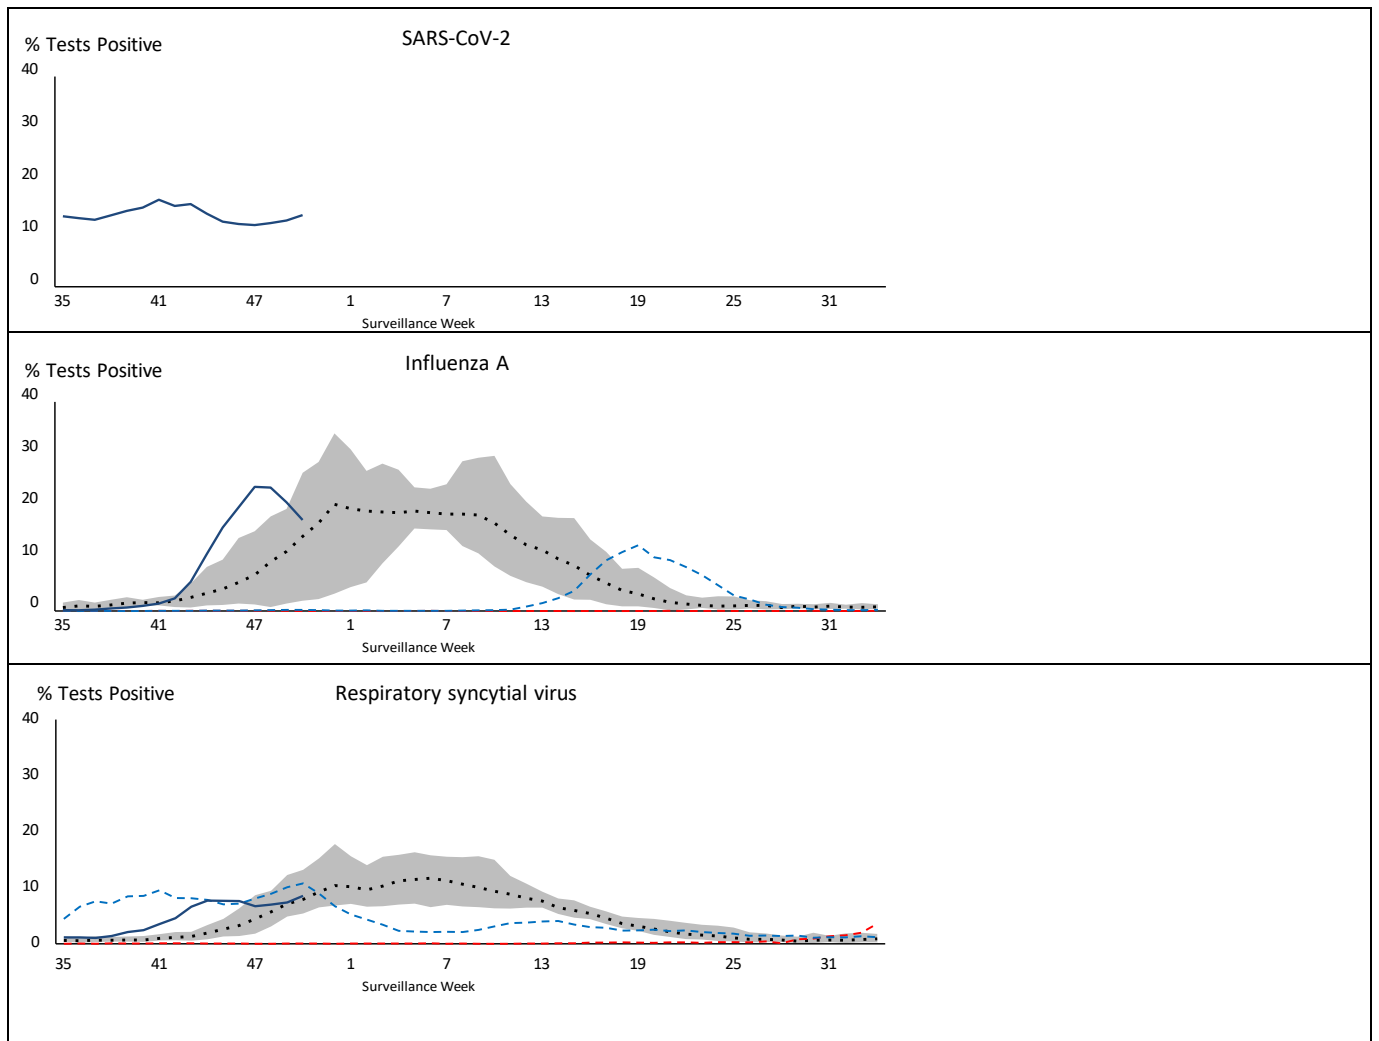 SARS-CoV-2
% Tests Positive
40
30
20
10
0
35 41 47 1 7 13 19 25 31
Surveillance Week
Influenza A
% Tests Positive
40
30
20
10
0
35 41 47 1 7 13 19 25 31
Surveillance Week
% Tests Positive Respiratory syncytial virus
40
30
20
10
0
35 41 47 1 7 13 19 25 31
Surveillance Week